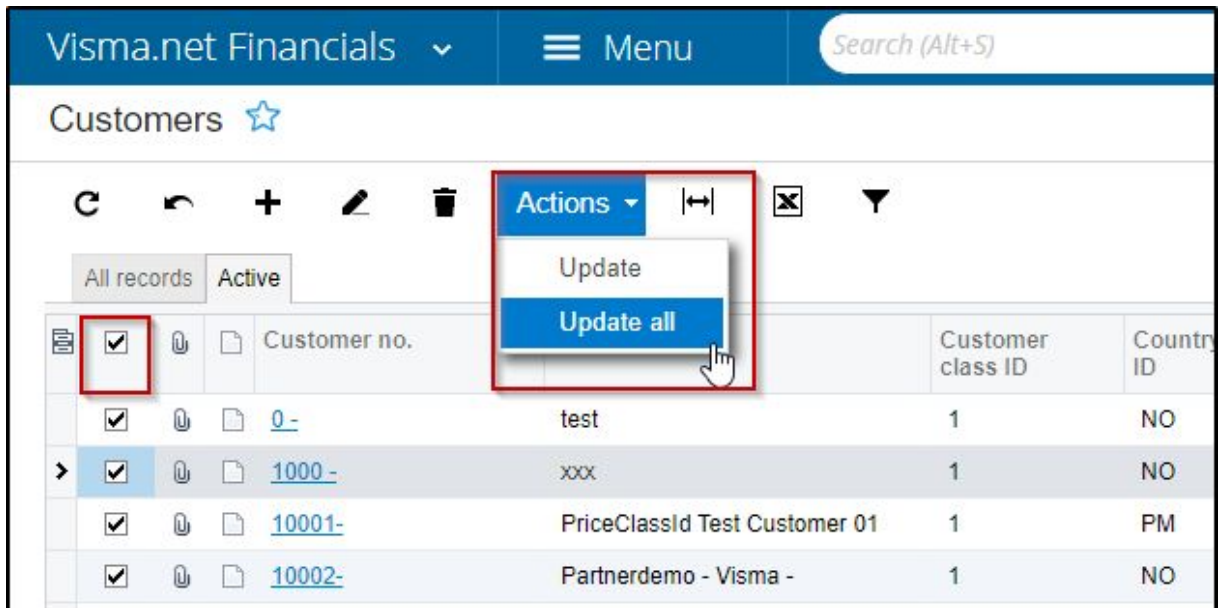 Visma.net Financials Menu Search (Alt+S)
Customers
Actions
Update
Update all
All records Active
Customer no. Customer class ID Country ID
0 - test 1 NO
1000 - xxx 1 NO
10001- PriceClassId Test Customer 01 1 PM
10002- Partnerdemo - Visma - 1 NO